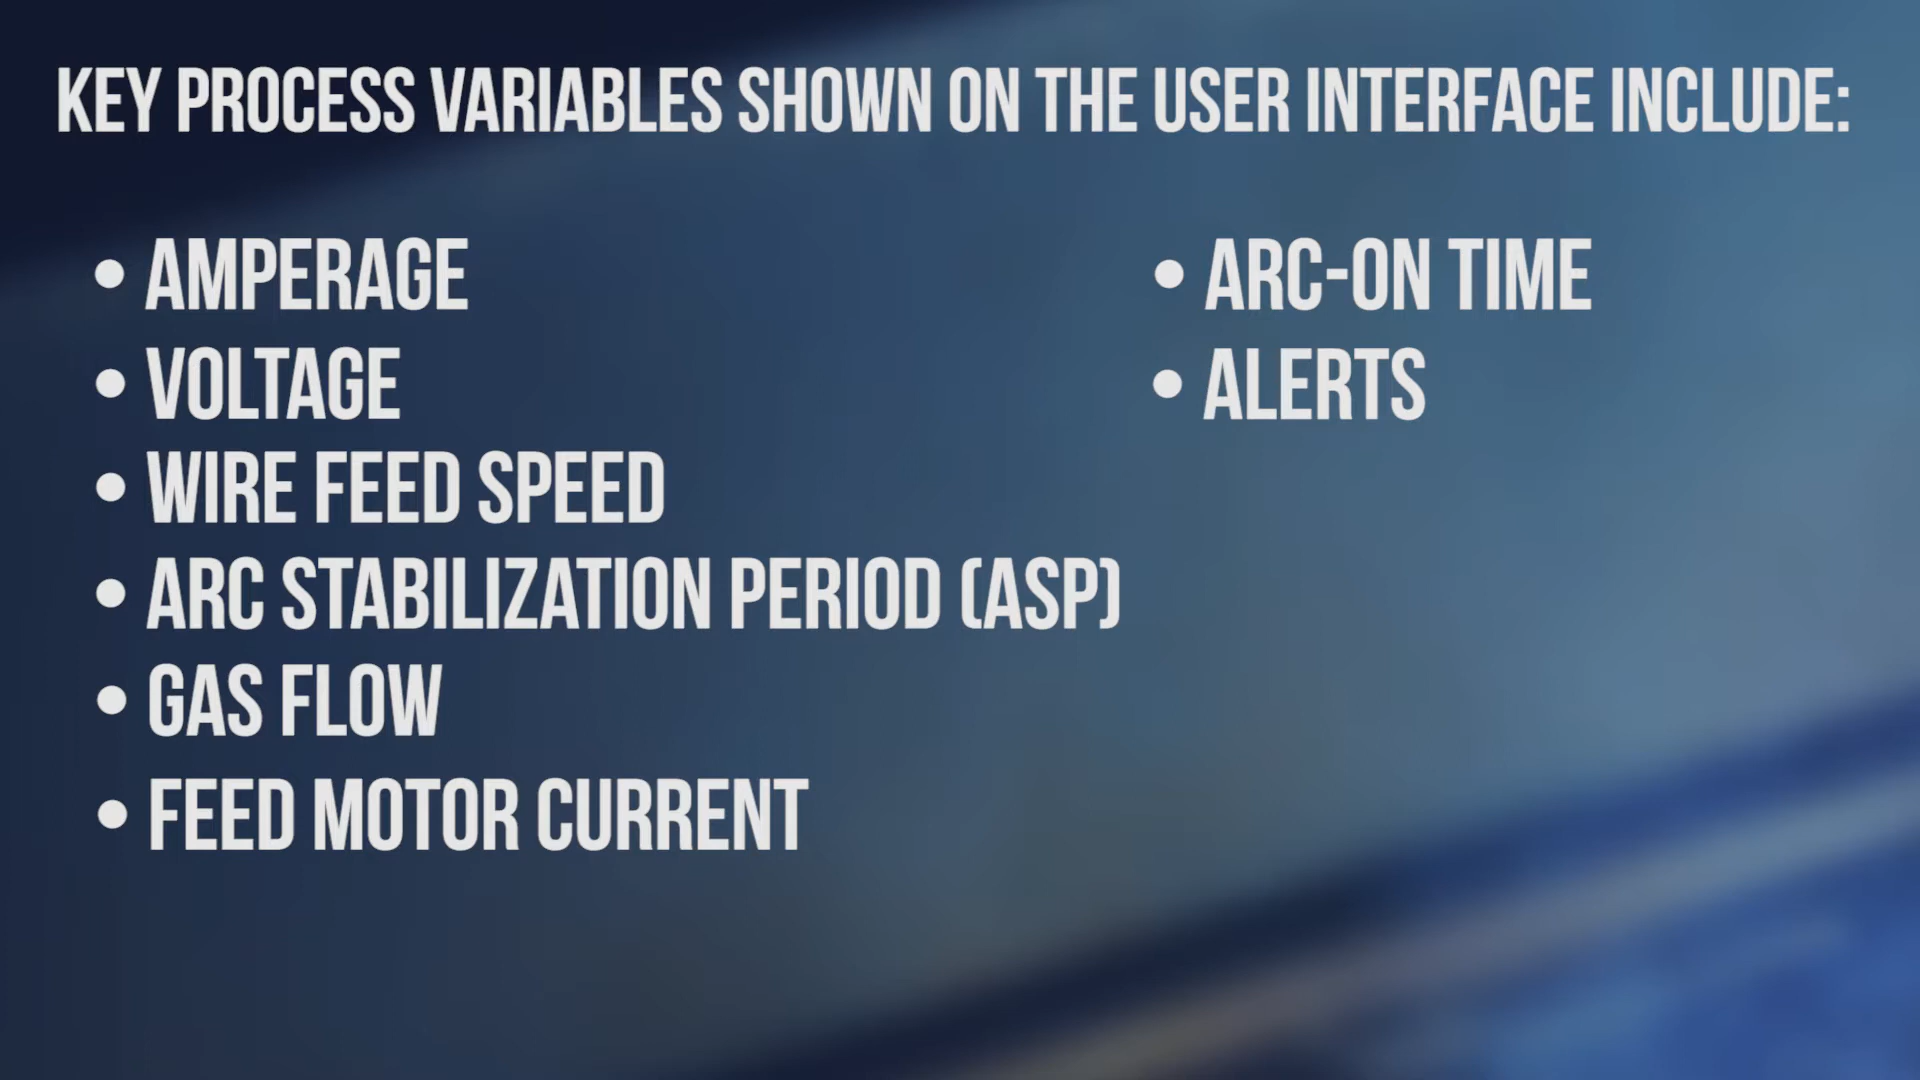 KEY PROCESS VARIABLES SHOWN ON THE USER INTERFACE INCLUDE:
• AMPERAGE
• VOLTAGE
• WIRE FEED SPEED
• ARC STABILIZATION PERIOD (ASP)
• GAS FLOW
• FEED MOTOR CURRENT
• ARC-ON TIME
• ALERTS